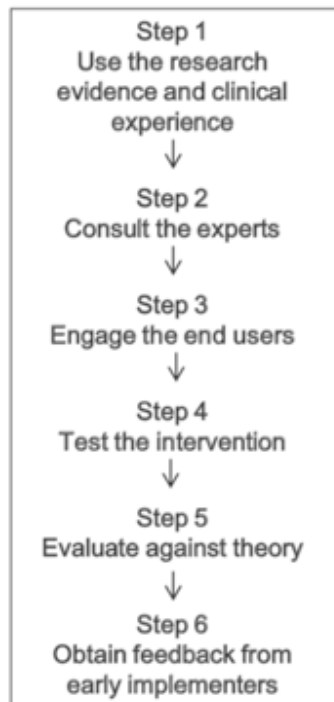 Step 1
Use the research
evidence and clinical
experience
Step 2
Consult the experts
Step 3
Engage the end users
Step 4
Test the intervention
Step 5
Evaluate against theory
Step 6
Obtain feedback from
early implementers